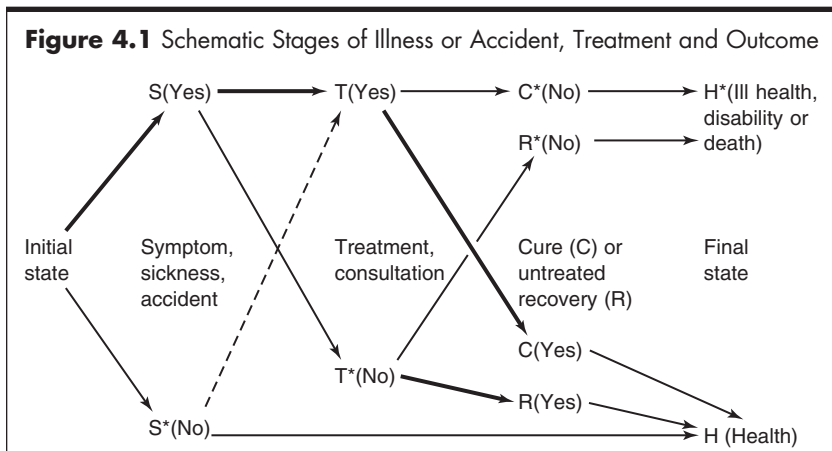 Figure 4.1 Schematic Stages of Illness or Accident, Treatment and Outcome
S(Yes)
T(Yes)
C*(No)
H*(Ill health,
disability or
death)
R*(No)
Initial
state
Symptom,
sickness,
accident
Treatment,
consultation
Cure (C) or
untreated
recovery (R)
Final
state
C(Yes)
T*(No)
R(Yes)
S*(No)
H (Health)